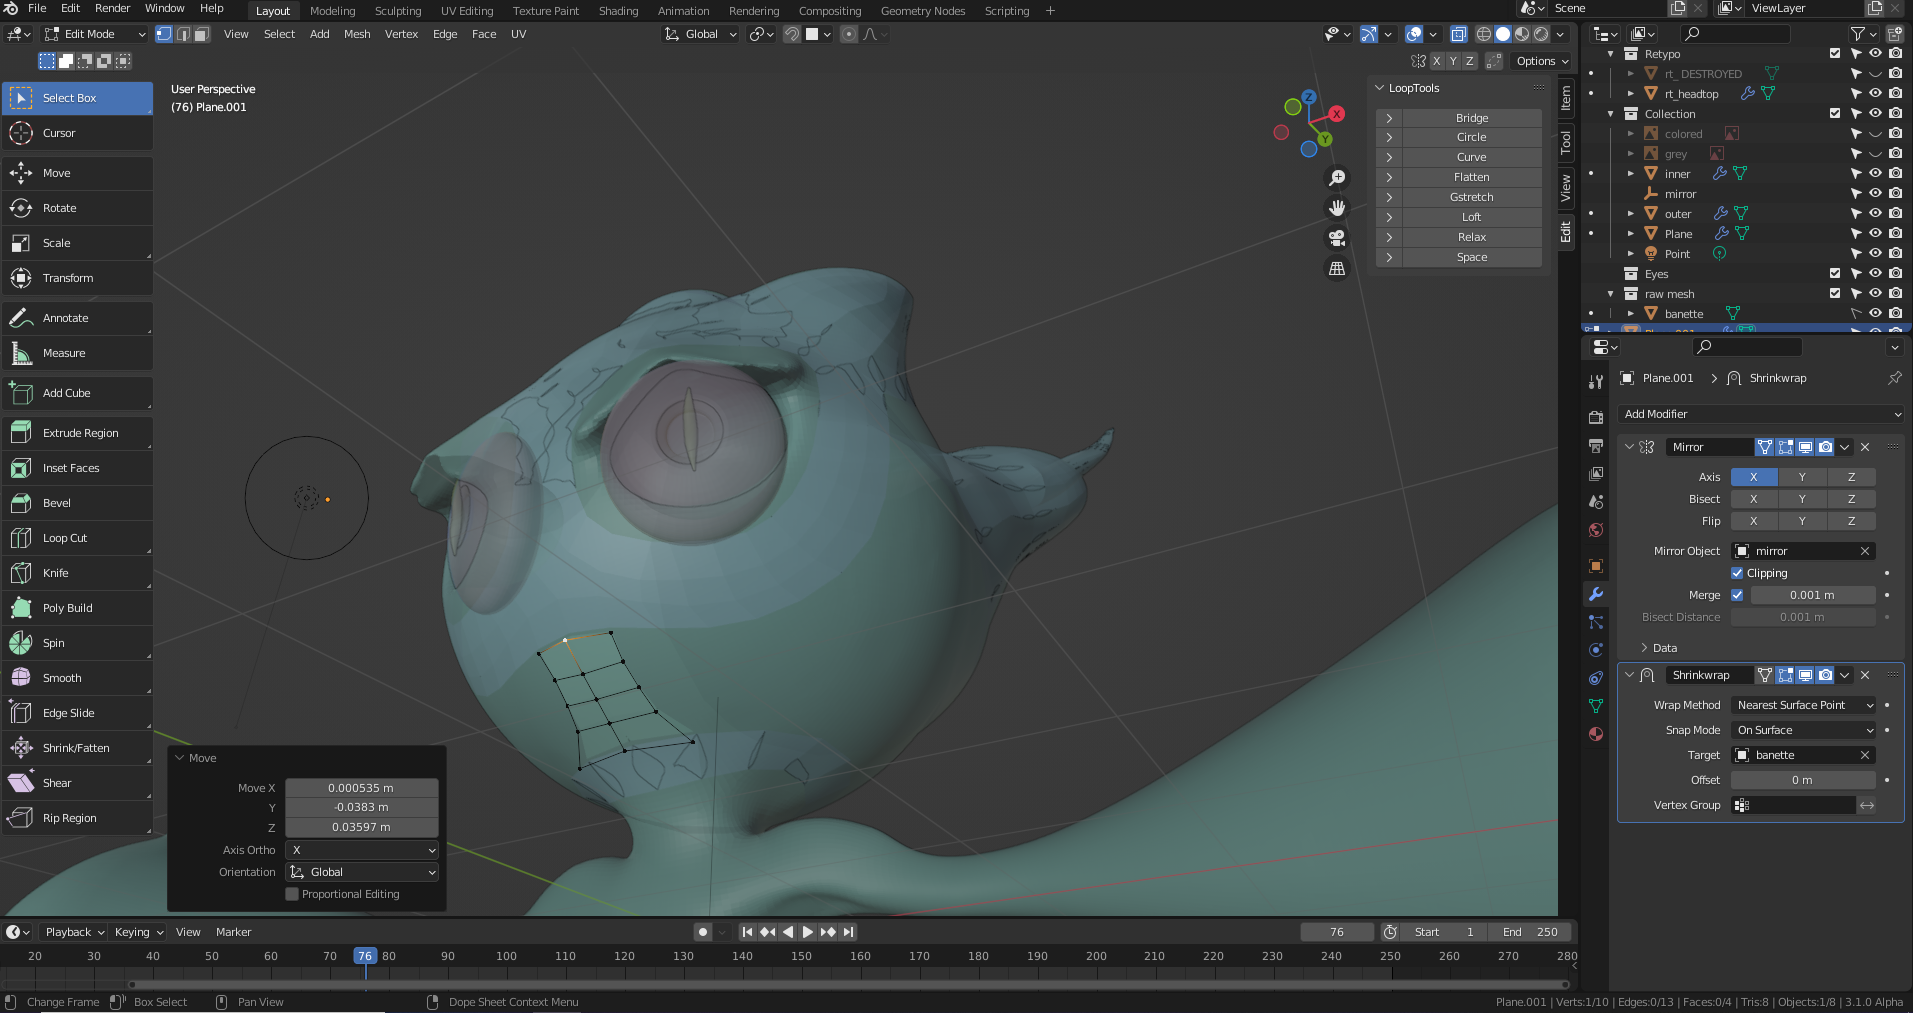 File Edit Render Window Help Layout Modeling Sculpting UV Editing Texture Paint Shading Animation Rendering Compositing Geometry Nodes Scripting + Scene ViewLayer
Edit Mode View Select Add Mesh Vertex Edge Face UV Global
X Y Z Options
Select Box
Cursor
Move
Rotate
Scale
Transform
Annotate
Measure
Add Cube
Extrude Region
Inset Faces
Bevel
Loop Cut
Knife
Poly Build
Spin
Smooth
Edge Slide
Shrink/Fatten
Shear
Rip Region
User Perspective
(76) Plane.001
Z
X
Y
LoopTools
Bridge
Circle
Curve
Flatten
Gstretch
Loft
Relax
Space
Item
Tool
View
Edit
Retypo
rt_ DESTROYED
rt_headtop
Collection
colored
grey
inner
mirror
outer
Plane
Point
Eyes
raw mesh
banette
Plane.001
Plane.001 Shrinkwrap
Add Modifier
Mirror
Axis X Y Z
Bisect X Y Z
Flip X Y Z
Mirror Object mirror
Clipping
Merge 0.001 m
Bisect Distance 0.001 m
Data
Shrinkwrap
Wrap Method Nearest Surface Point
Snap Mode On Surface
Target banette
Offset 0 m
Vertex Group
Move
Move X 0.000535 m
Y -0.0383 m
Z 0.03597 m
Axis Ortho X
Orientation Global
Proportional Editing
Playback Keying View Marker 76 Start 1 End 250
20 30 40 50 60 70 76 80 90 100 110 120 130 140 150 160 170 180 190 200 210 220 230 240 250 260 270 280
Change Frame Box Select Pan View Dope Sheet Context Menu Plane.001 | Verts:1/10 | Edges:0/13 | Faces:0/4 | Tris:8 | Objects:1/8 | 3.1.0 Alpha